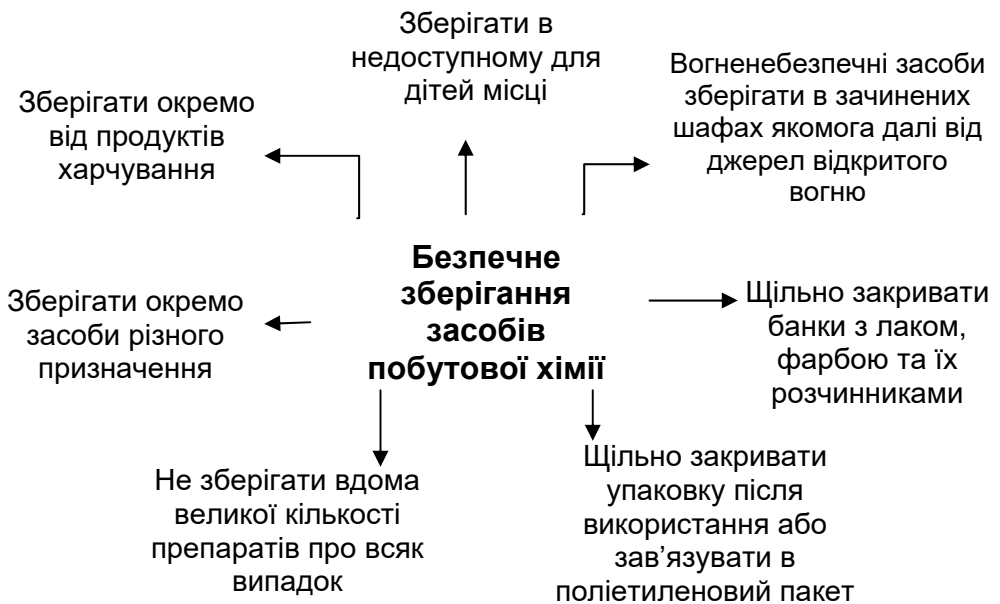 Зберігати в
недоступному для
дітей місці
Вогненебезпечні засоби
зберігати в зачинених
шафах якомога далі від
джерел відкритого
вогню
Зберігати окремо
від продуктів
харчування
Безпечне
зберігання
засобів
побутової хімії
Зберігати окремо
засоби різного
призначення
Щільно закривати
банки з лаком,
фарбою та їх
розчинниками
Не зберігати вдома
великої кількості
препаратів про всяк
випадок
Щільно закривати
упаковку після
використання або
зав’язувати в
поліетиленовий пакет